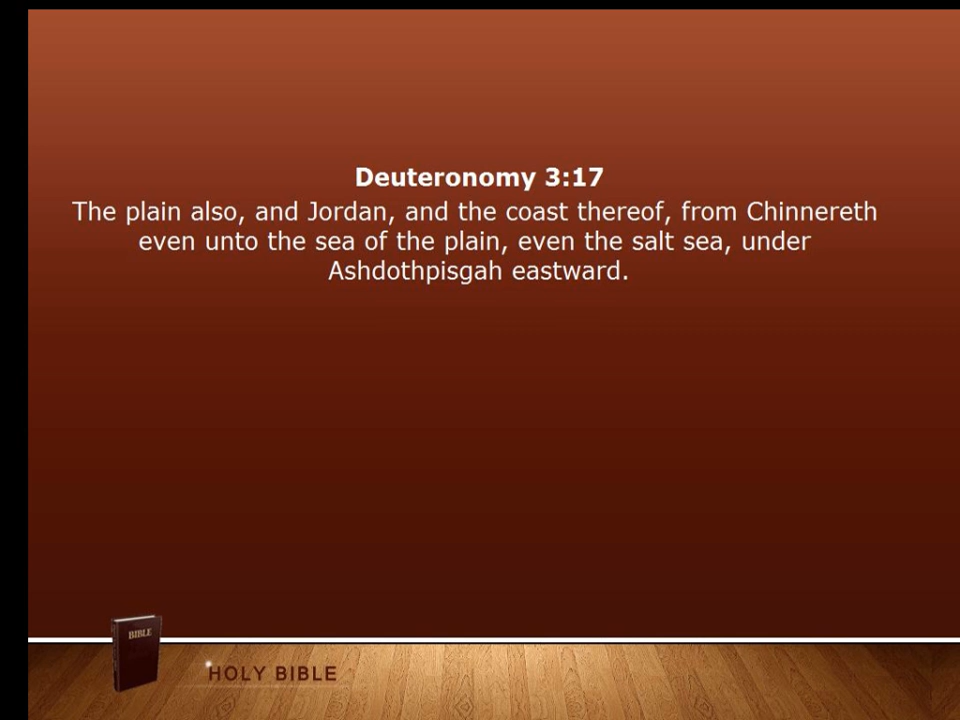 Deuteronomy 3:17
The plain also, and Jordan, and the coast thereof, from Chinnereth
even unto the sea of the plain, even the salt sea, under
Ashdothpisgah eastward.
BIBLE
HOLY BIBLE